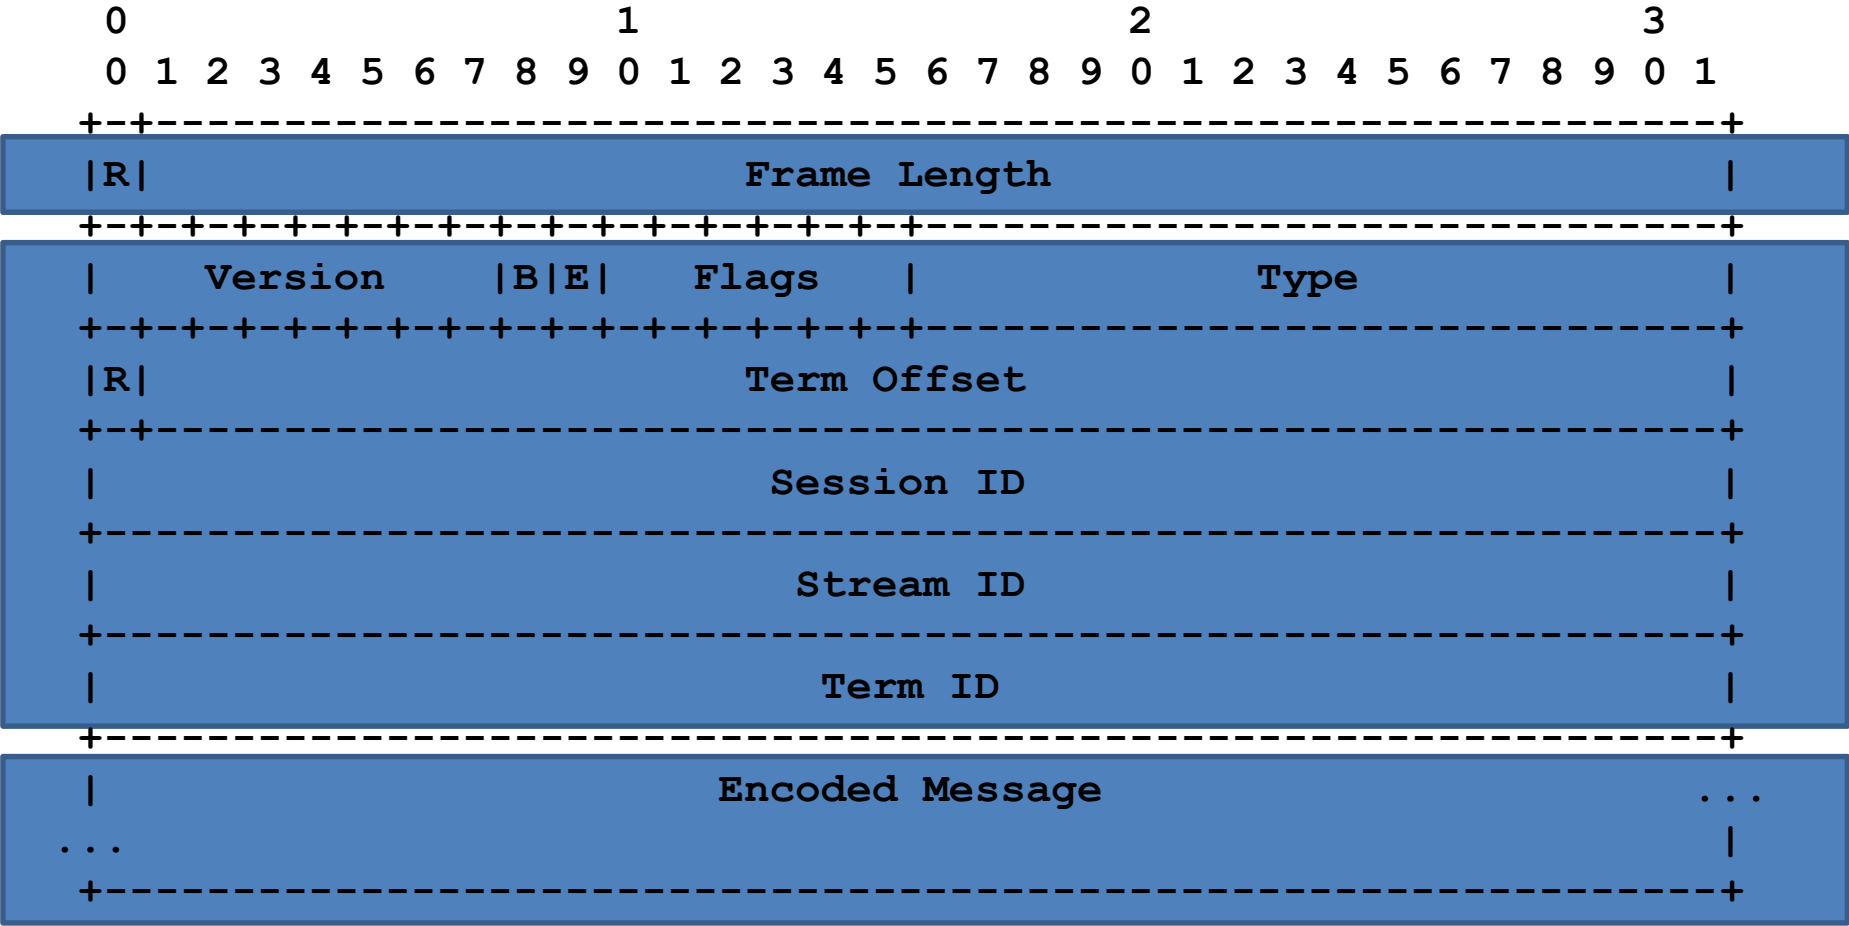 0                   1                   2                   3
0 1 2 3 4 5 6 7 8 9 0 1 2 3 4 5 6 7 8 9 0 1 2 3 4 5 6 7 8 9 0 1
+-+-------------------------------------------------------------+
|R|                       Frame Length                          |
+-+-+-+-+-+-+-+-+-+-+-+-+-+-+-+-+-------------------------------+
|    Version    |B|E|   Flags   |             Type              |
+-+-+-+-+-+-+-+-+-+-+-+-+-+-+-+-+-------------------------------+
|R|                       Term Offset                           |
+-+-------------------------------------------------------------+
|                          Session ID                           |
+---------------------------------------------------------------+
|                           Stream ID                           |
+---------------------------------------------------------------+
|                            Term ID                            |
+---------------------------------------------------------------+
|                        Encoded Message                       ...
...                                                              |
+---------------------------------------------------------------+